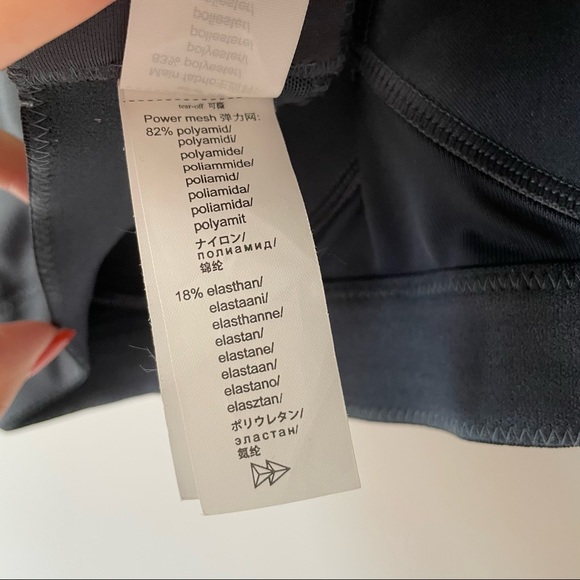 tear-off
Power mesh 弹力网:
82% polyamid/
polyamidi/
polyamide/
poliammide/
poliamid/
poliamida/
poliamida/
polyamit
ナイロン/
полиамид/
锦纶
18% elasthan/
elastaani/
elasthanne/
elastan/
elastane/
elastaan/
elastano/
elasztan/
ポリウレタン/
эластан/
氨纶